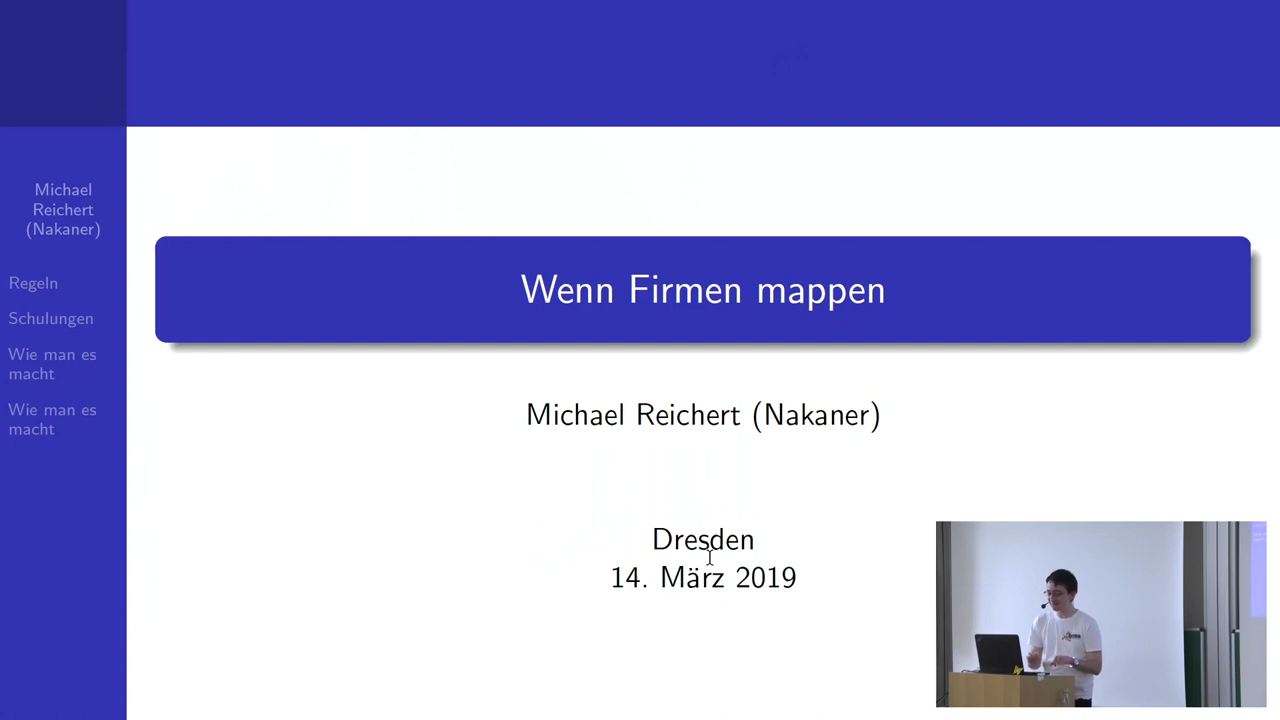 Michael
Reichert
(Nakaner)
Regeln
Schulungen
Wie man es
macht
Wie man es
macht
Wenn Firmen mappen
Michael Reichert (Nakaner)
Dresden
14. März 2019